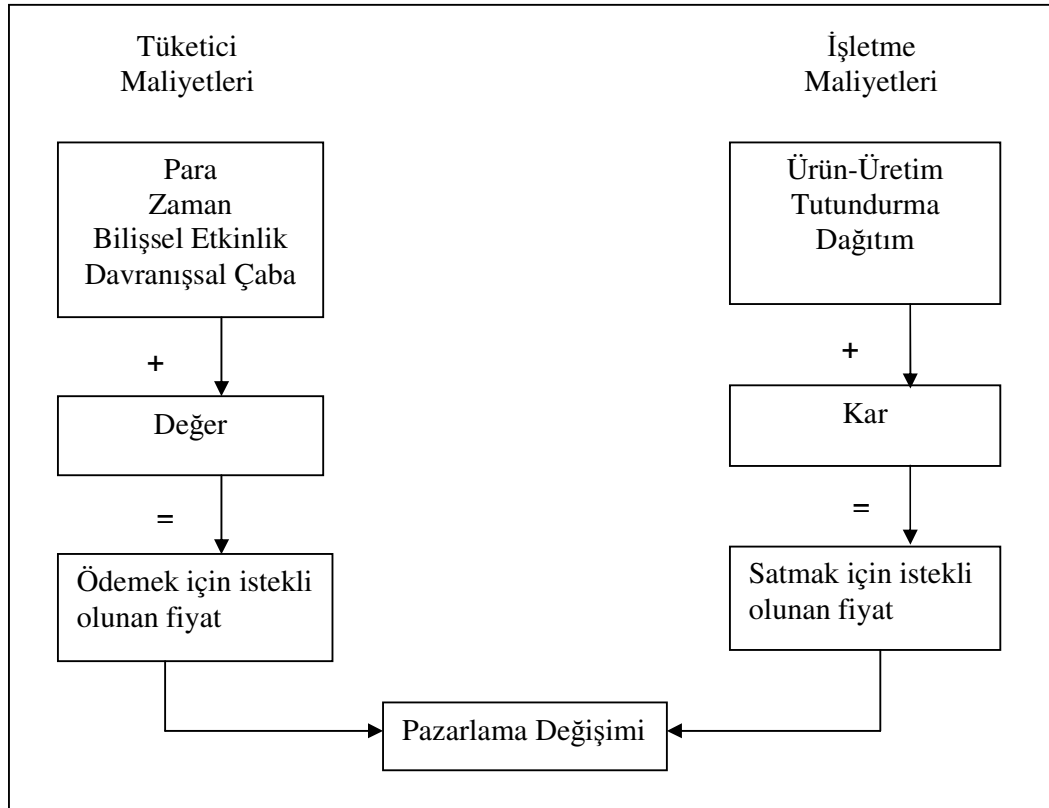 Tüketici
Maliyetleri
Para
Zaman
Bilişsel Etkinlik
Davranışsal Çaba
+
Değer
=
Ödemek için istekli
olunan fiyat
İşletme
Maliyetleri
Ürün-Üretim
Tutundurma
Dağıtım
+
Kar
=
Satmak için istekli
olunan fiyat
Pazarlama Değişimi